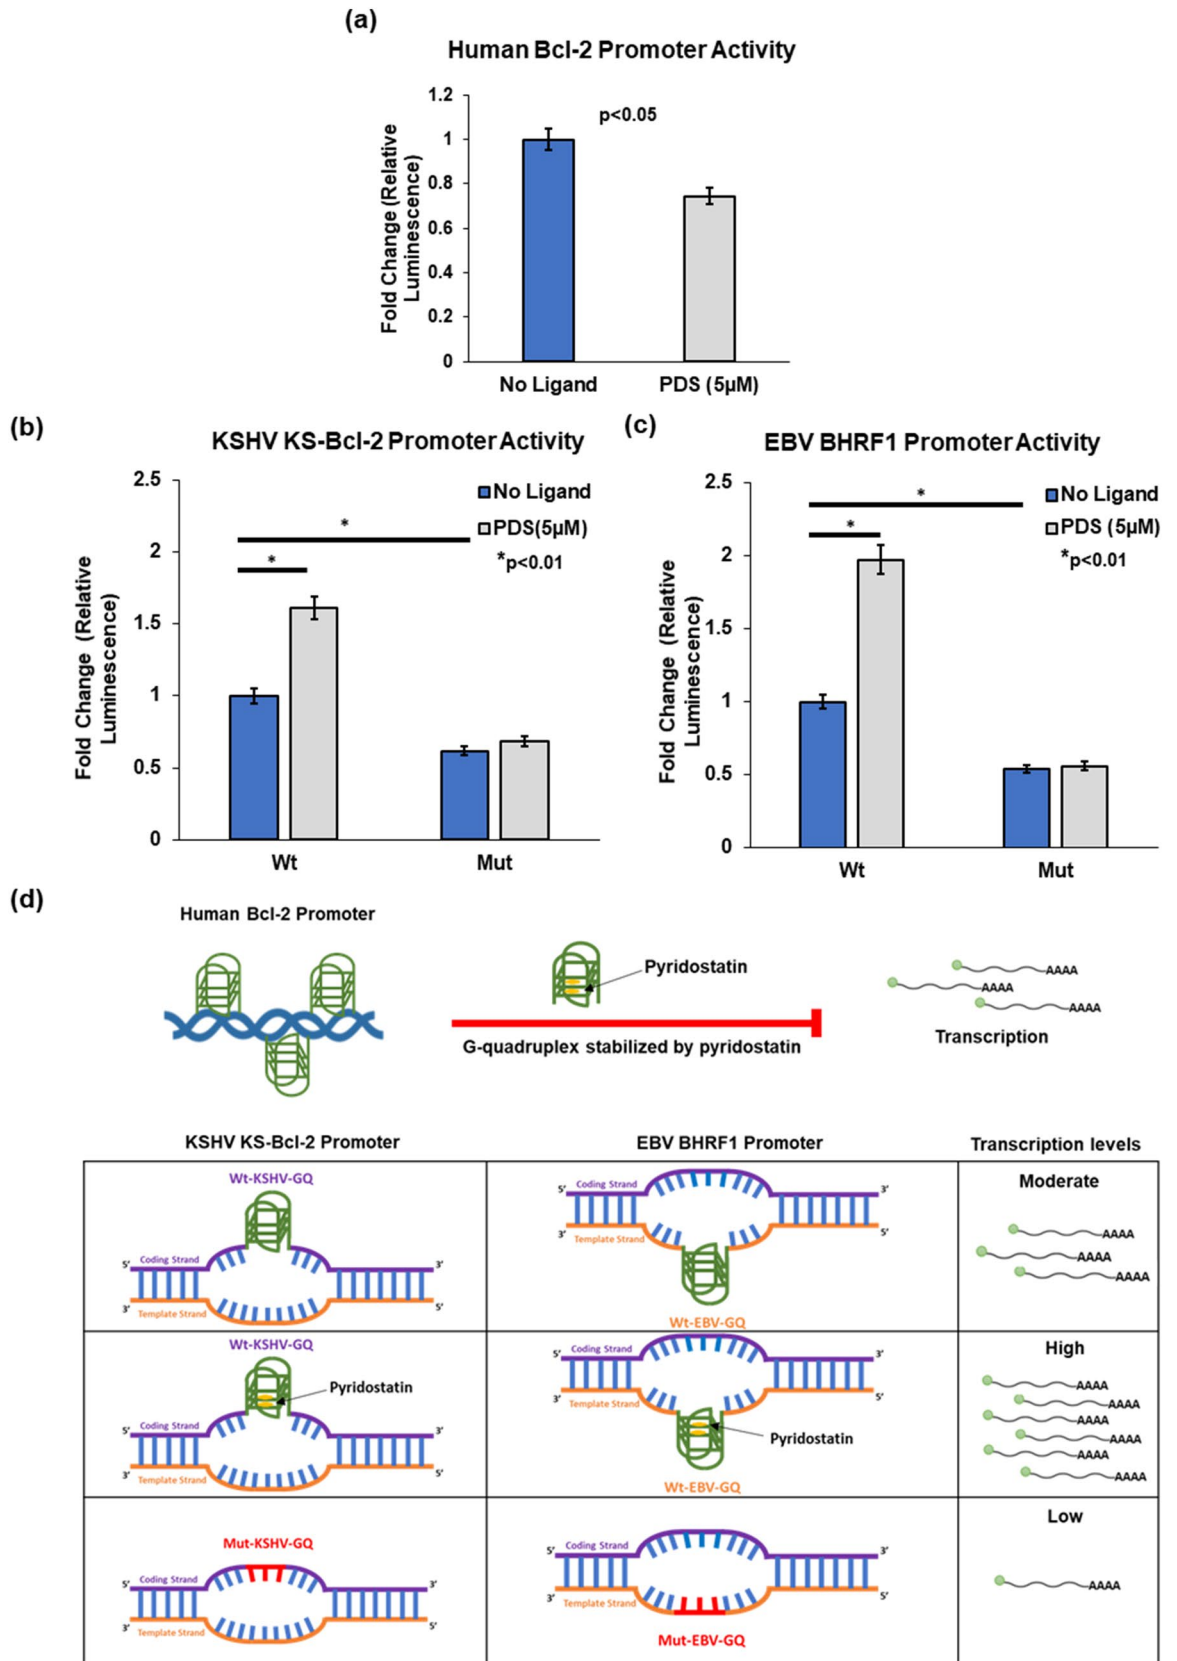 (a)
Human Bcl-2 Promoter Activity
Fold Change (Relative
Luminescence)
1.2
1
0.8
0.6
0.4
0.2
0
p<0.05
No Ligand
PDS (5µM)
(b)
KSHV KS-Bcl-2 Promoter Activity
Fold Change (Relative
Luminescence)
2.5
2
1.5
1
0.5
0
*
*
No Ligand
PDS(5µM)
*p<0.01
Wt
Mut
(c)
EBV BHRF1 Promoter Activity
Fold Change (Relative
Luminescence)
2.5
2
1.5
1
0.5
0
*
*
No Ligand
PDS (5µM)
*p<0.01
Wt
Mut
(d)
Human Bcl-2 Promoter
Pyridostatin
G-quadruplex stabilized by pyridostatin
AAAA
AAAA
AAAA
Transcription
KSHV KS-Bcl-2 Promoter
EBV BHRF1 Promoter
Transcription levels
Wt-KSHV-GQ
5’
Coding Strand
3’
3’
Template Strand
5’
5’
Coding Strand
3’
3’
Template Strand
5’
Wt-EBV-GQ
Moderate
AAAA
AAAA
AAAA
Wt-KSHV-GQ
Pyridostatin
5’
Coding Strand
3’
3’
Template Strand
5’
5’
Coding Strand
3’
3’
Template Strand
5’
Pyridostatin
Wt-EBV-GQ
High
AAAA
AAAA
AAAA
AAAA
AAAA
AAAA
Mut-KSHV-GQ
5’
Coding Strand
3’
3’
Template Strand
5’
5’
Coding Strand
3’
3’
Template Strand
5’
Mut-EBV-GQ
Low
AAAA